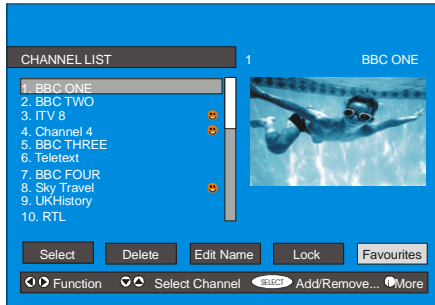 CHANNEL LIST 1 BBC ONE
1. BBC ONE
2. BBC TWO
3. ITV 8
4. Channel 4
5. BBC THREE
6. Teletext
7. BBC FOUR
8. Sky Travel
9. UKHistory
10. RTL
Select Delete Edit Name Lock Favourites
Function Select Channel SELECT Add/Remove... i More